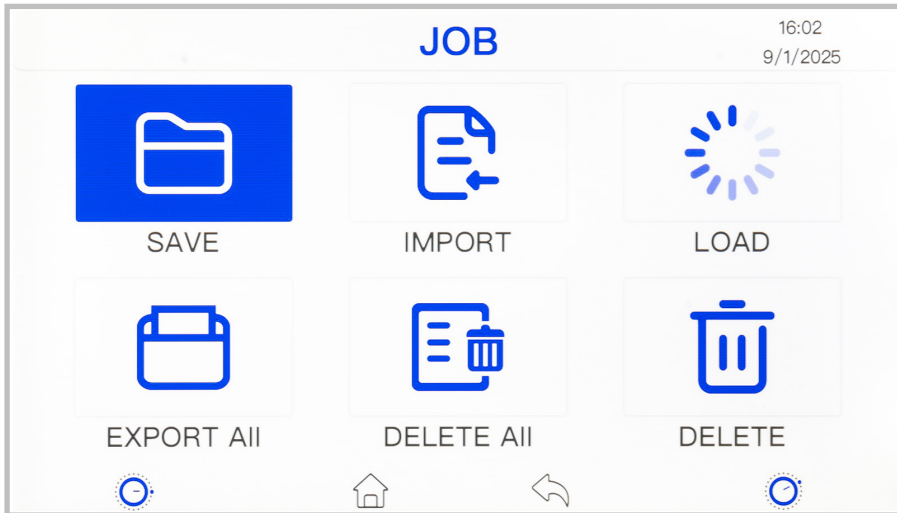 JOB
16:02
9/1/2025
SAVE
IMPORT
LOAD
EXPORT All
DELETE All
DELETE